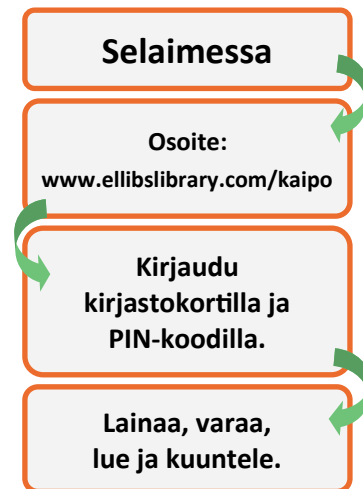 Selaimessa
Osoite:
www.ellibslibrary.com/kaipo
Kirjaudu
kirjastokortilla ja
PIN-koodilla.
Lainaa, varaa,
lue ja kuuntele.